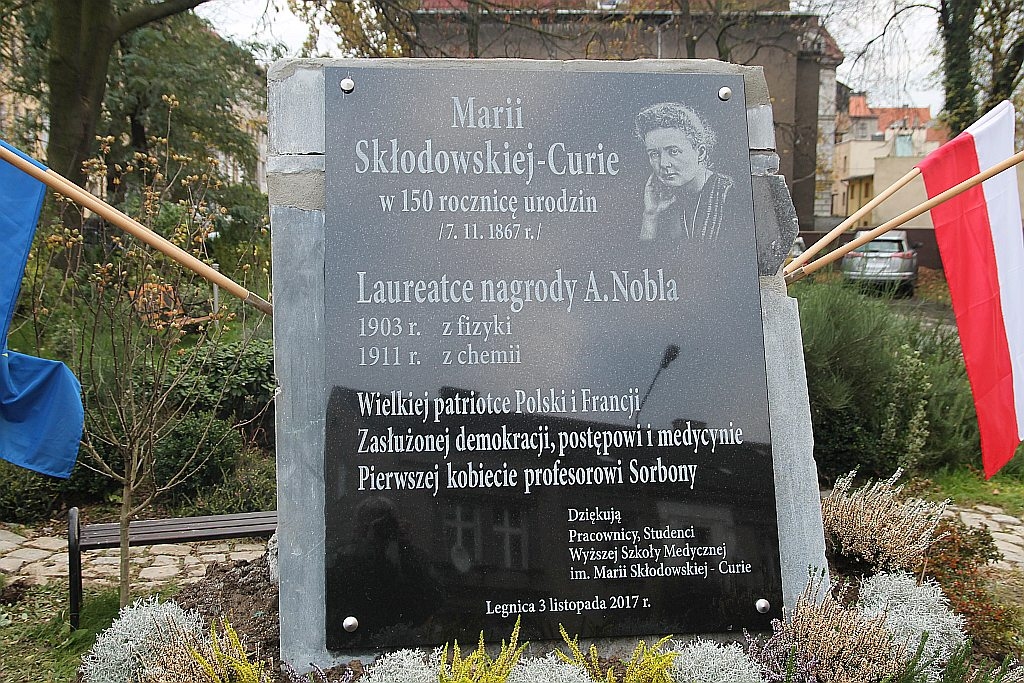 Marii
Skłodowskiej-Curie
w 150 rocznicę urodzin
/7. 11. 1867 r./
Laureatce nagrody A. Nobla
1903 r. z fizyki
1911 r. z chemii
Wielkiej patriotce Polski i Francji
Zasłużonej demokracji, postępowi i medycynie
Pierwszej kobiecie profesorowi Sorbony
Dziękują
Pracownicy, Studenci
Wyższej Szkoły Medycznej
im. Marii Skłodowskiej - Curie
Legnica 3 listopada 2017 r.